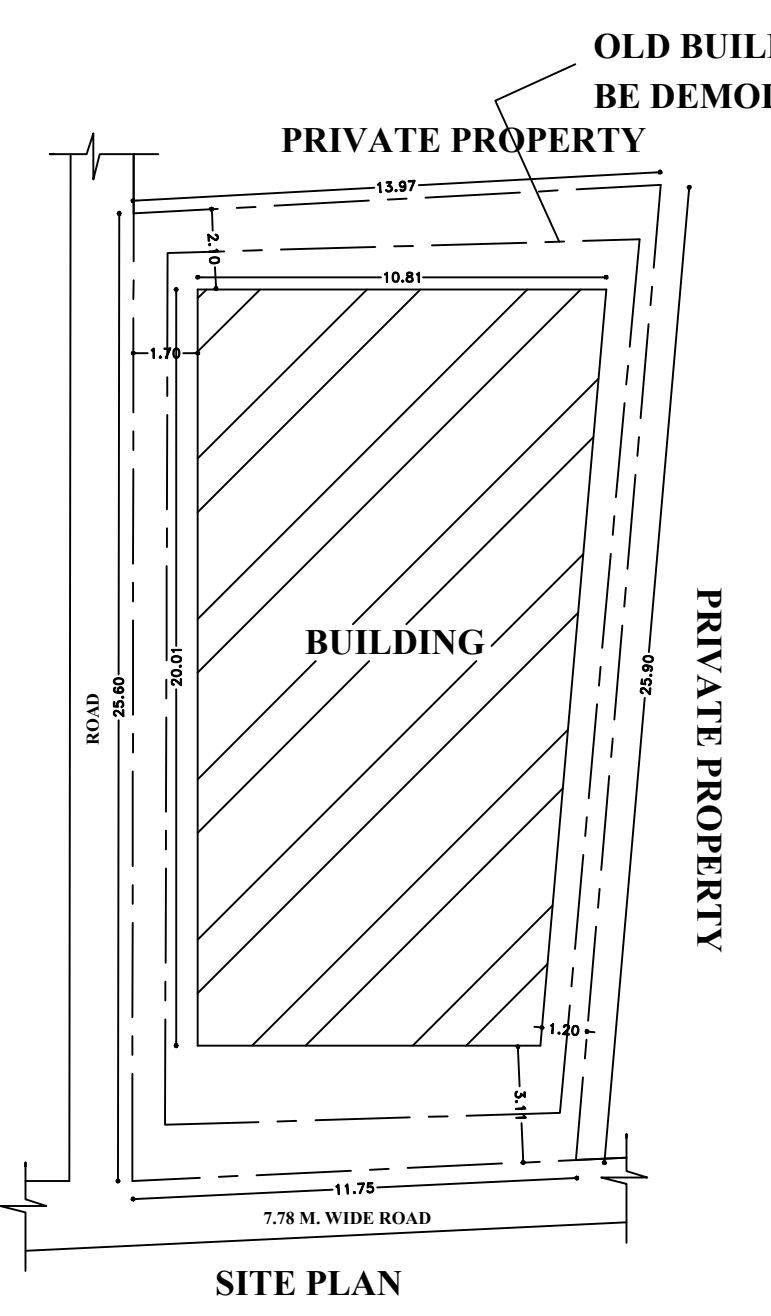 OLD BUIL
BE DEMOL
PRIVATE PROPERTY
13.97
2.10
10.81
1.70
BUILDING
20.01
25.60
ROAD
25.90
PRIVATE PROPERTY
1.20
3.11
11.75
7.78 M. WIDE ROAD
SITE PLAN